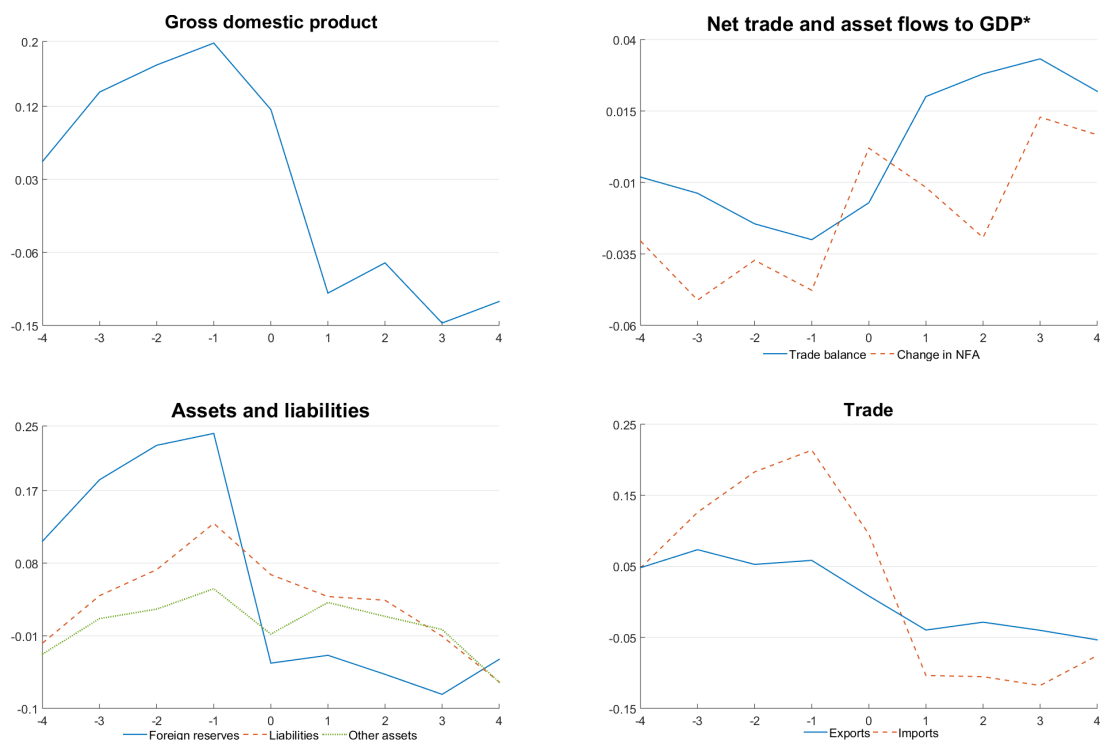 Gross domestic product
0.2
0.12
0.03
-0.06
-0.15
-4 -3 -2 -1 0 1 2 3 4
Net trade and asset flows to GDP*
0.04
0.015
-0.01
-0.035
-0.06
-4 -3 -2 -1 0 1 2 3 4
Trade balance Change in NFA
Assets and liabilities
0.25
0.17
0.08
-0.01
-0.1
-4 -3 -2 -1 0 1 2 3 4
Foreign reserves Liabilities Other assets
Trade
0.25
0.15
0.05
-0.05
-0.15
-4 -3 -2 -1 0 1 2 3 4
Exports Imports